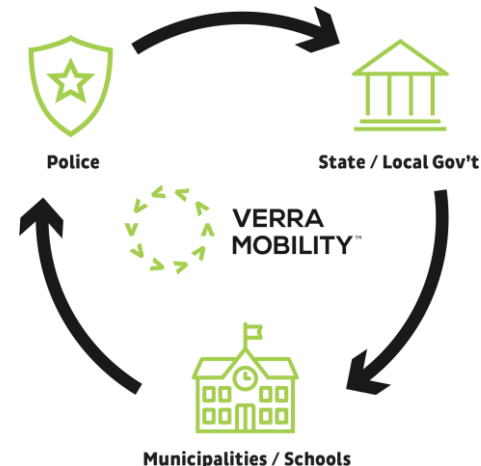 Police
State / Local Gov't
VERRA
MOBILITY™
Municipalities / Schools